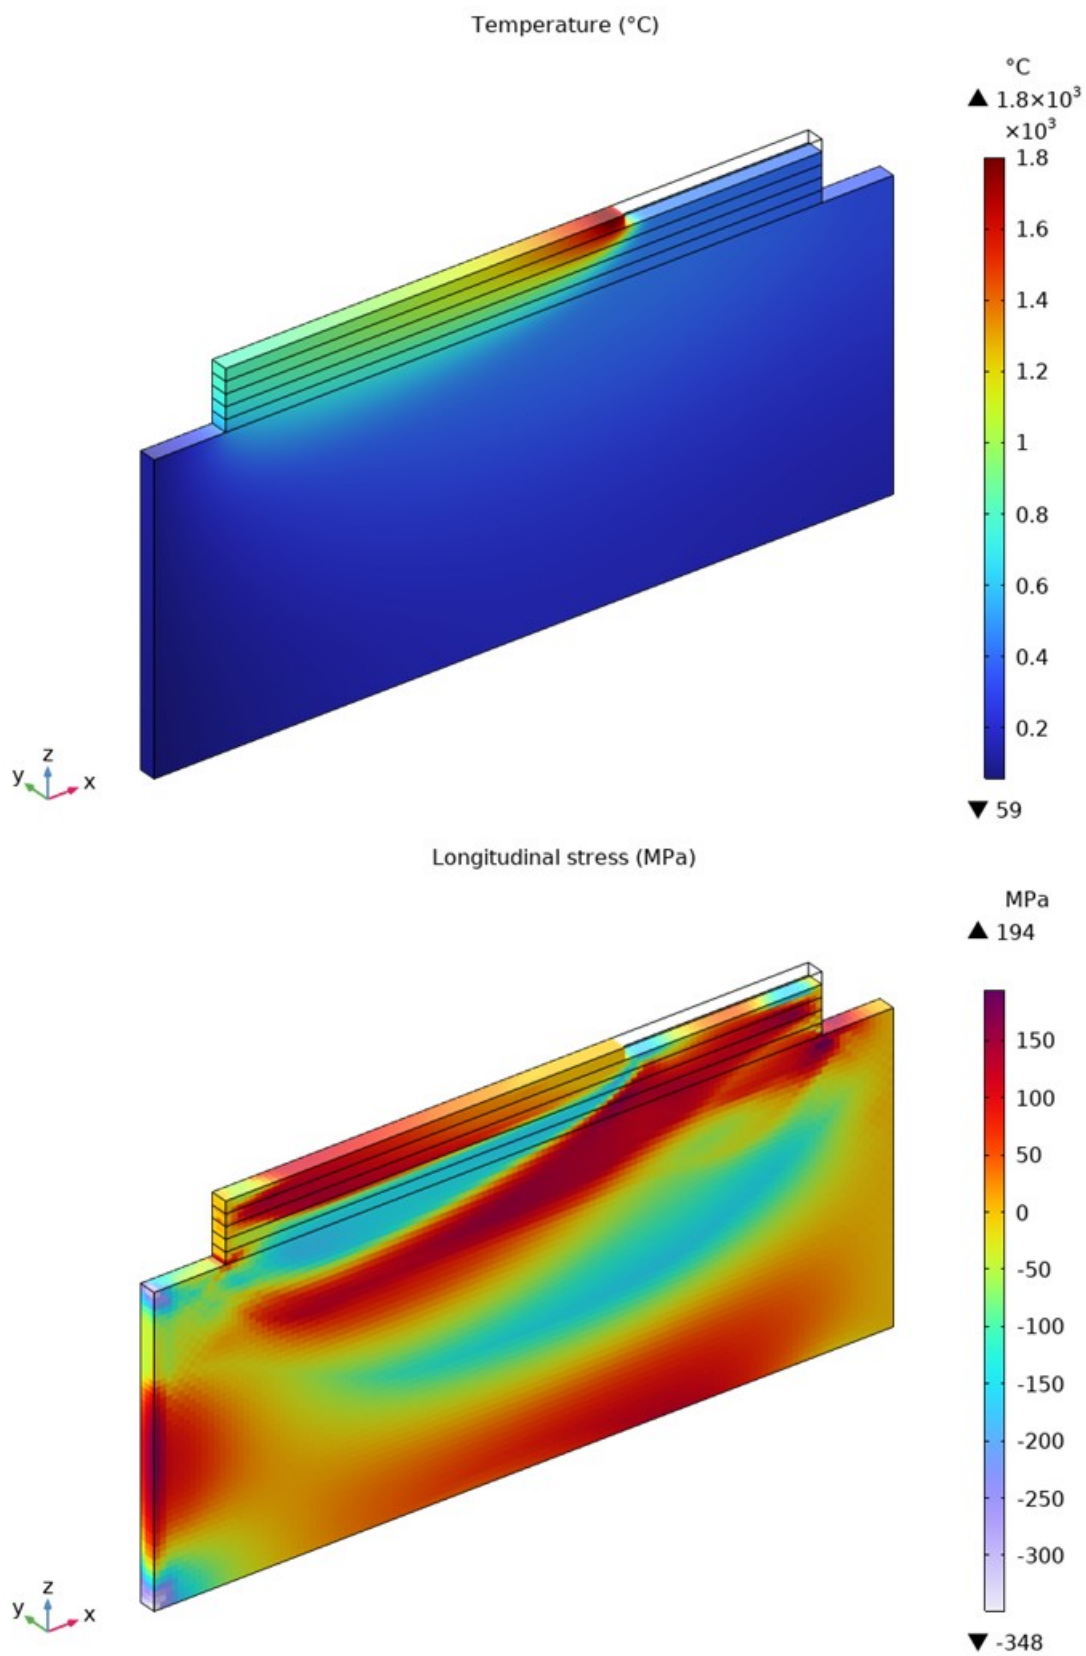 Temperature (°C)
°C
▲ 1.8×10³
×10³
1.8
1.6
1.4
1.2
1
0.8
0.6
0.4
0.2
▼ 59
z
y
x
Longitudinal stress (MPa)
MPa
▲ 194
150
100
50
0
-50
-100
-150
-200
-250
-300
▼ -348
z
y
x